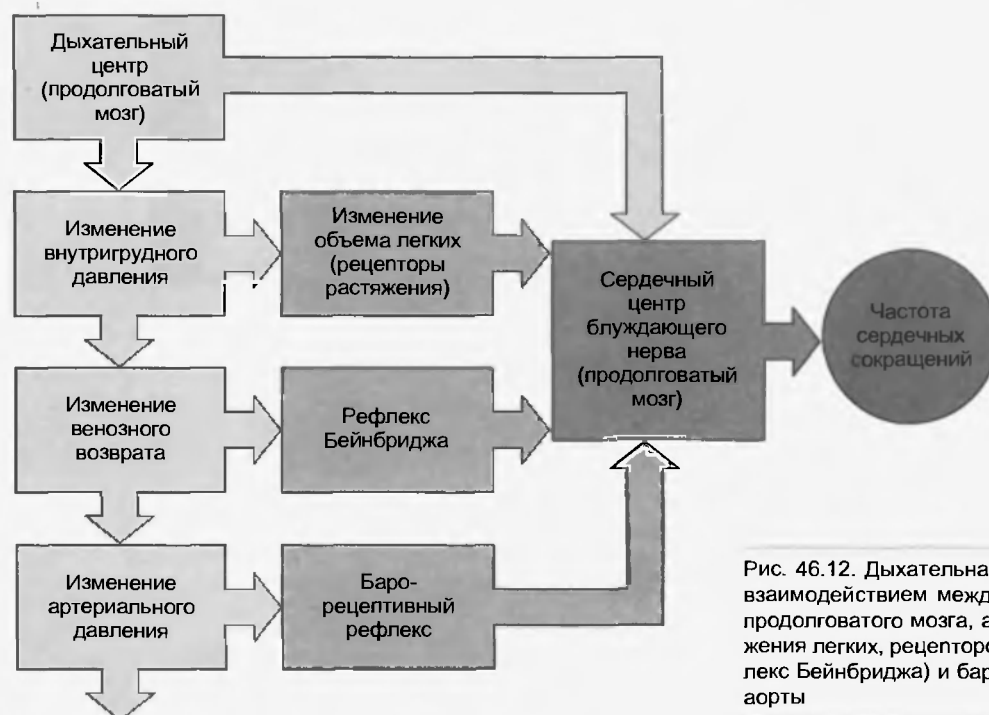 Дыхательный
центр
(продолговатый
мозг)
Изменение
внутригрудного
давления
Изменение
объема легких
(рецепторы
растяжения)
Сердечный
центр
блуждающего
нерва
(продолговатый
мозг)
Частота
сердечных
сокращений
Изменение
венозного
возврата
Рефлекс
Бейнбриджа
Изменение
артериального
давления
Баро-
рецептивный
рефлекс
Рис. 46.12. Дыхательна
взаимодействием межд
продолговатого мозга, а
жения легких, рецепторо
лекс Бейнбриджа) и бар
аорты